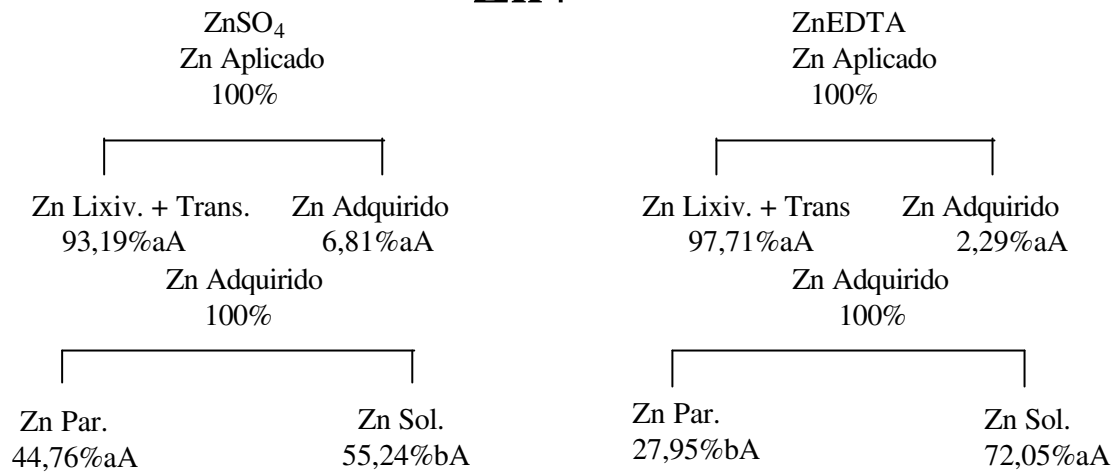 ZnSO4
Zn Aplicado
100%
Zn Lixiv. + Trans.
93,19%aA
Zn Adquirido
6,81%aA
Zn Adquirido
100%
Zn Par.
44,76%aA
Zn Sol.
55,24%bA
ZnEDTA
Zn Aplicado
100%
Zn Lixiv. + Trans
97,71%aA
Zn Adquirido
2,29%aA
Zn Adquirido
100%
Zn Par.
27,95%bA
Zn Sol.
72,05%aA